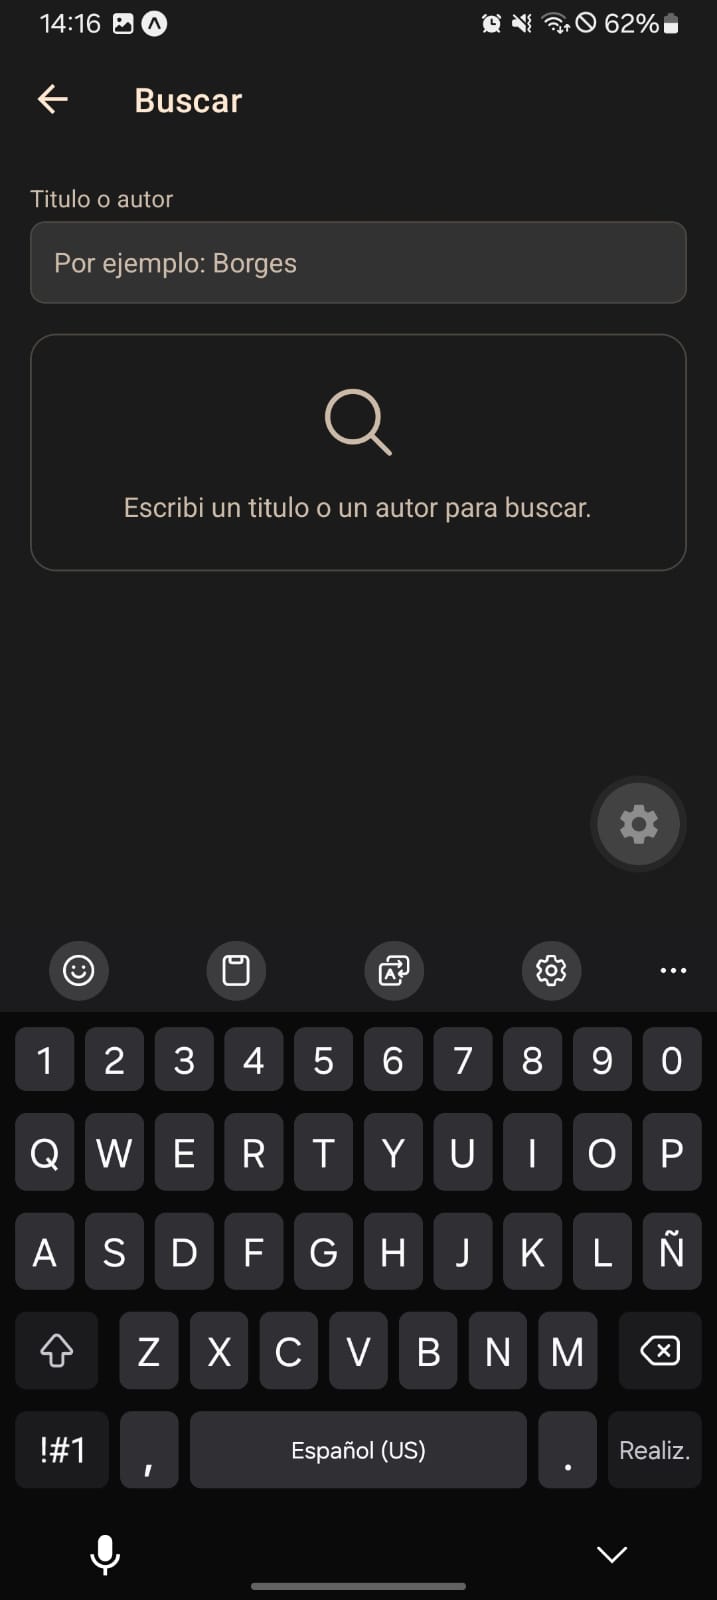 14:16 62%
Buscar
Titulo o autor
Por ejemplo: Borges
Escribi un titulo o un autor para buscar.
1 2 3 4 5 6 7 8 9 0
Q W E R T Y U I O P
A S D F G H J K L Ñ
Z X C V B N M
!#1 , Español (US) . Realiz.